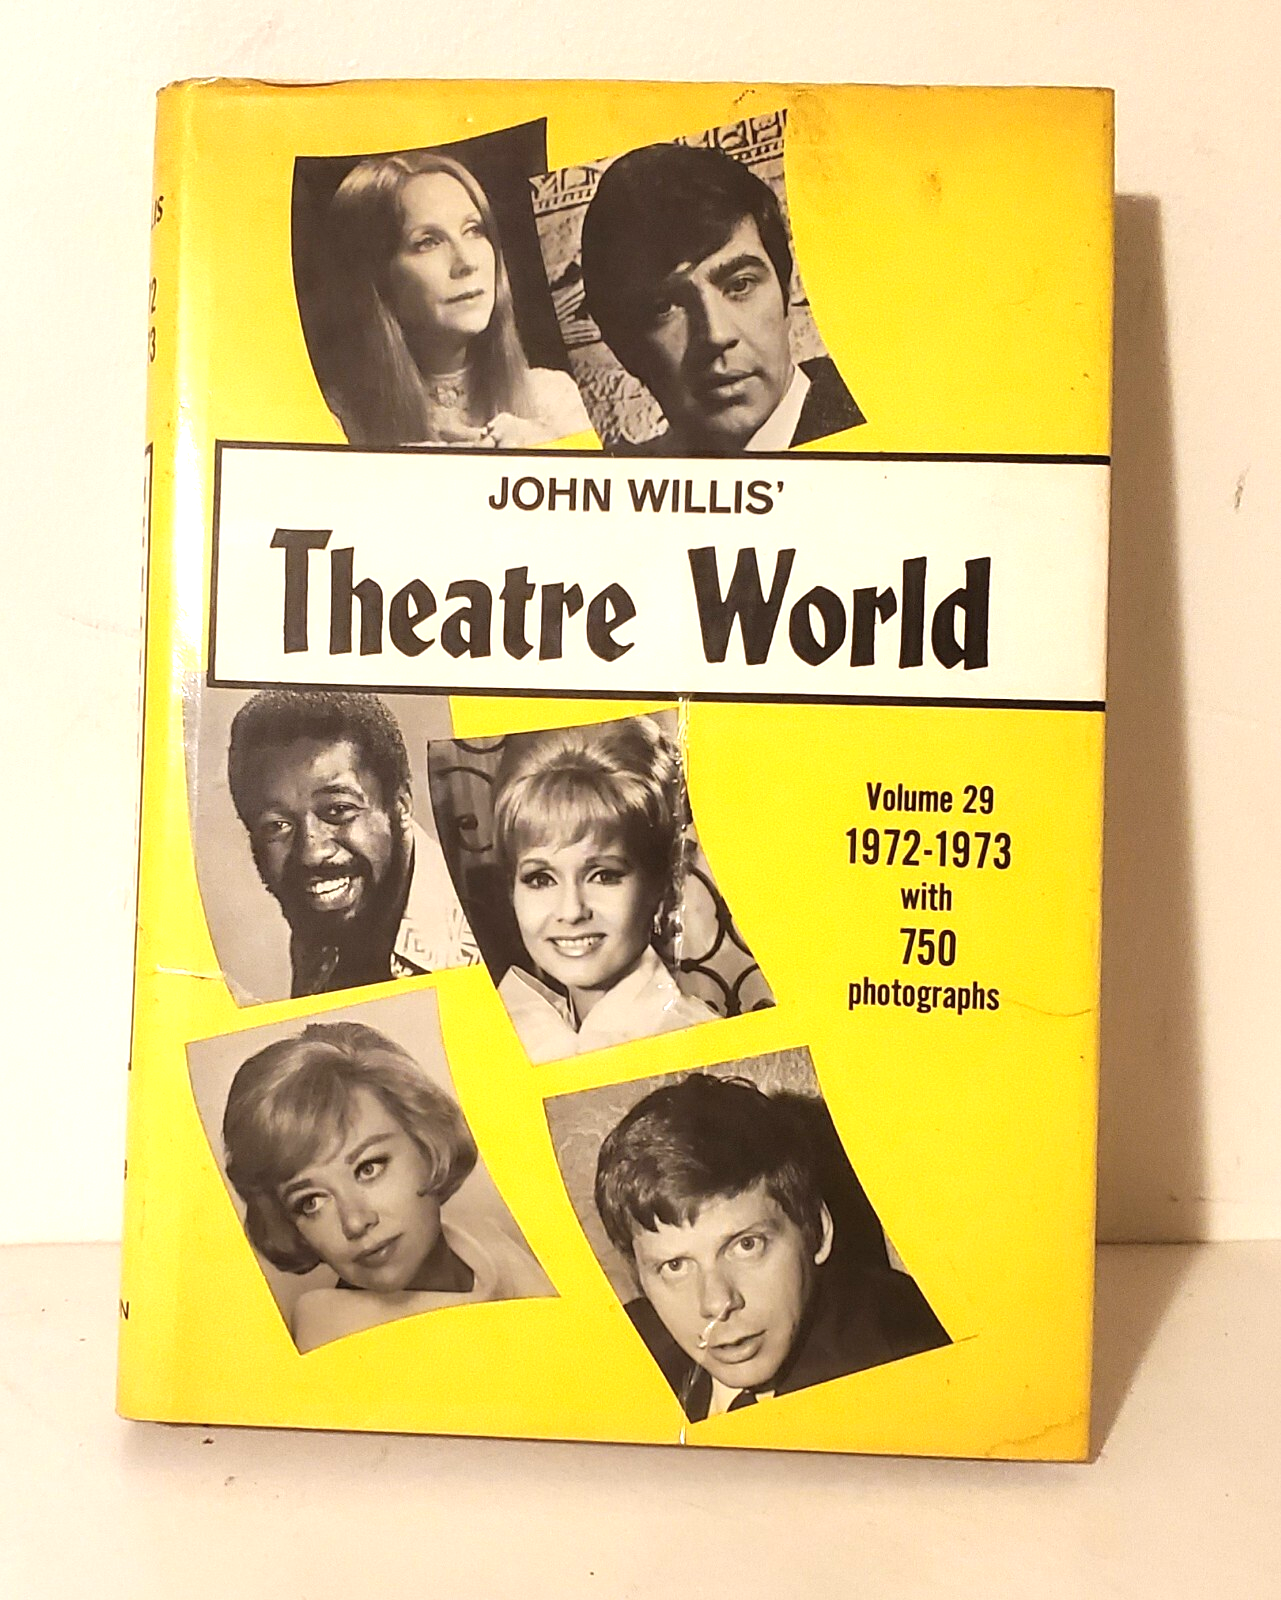 JOHN WILLIS'
Theatre World
Volume 29
1972-1973
with
750
photographs